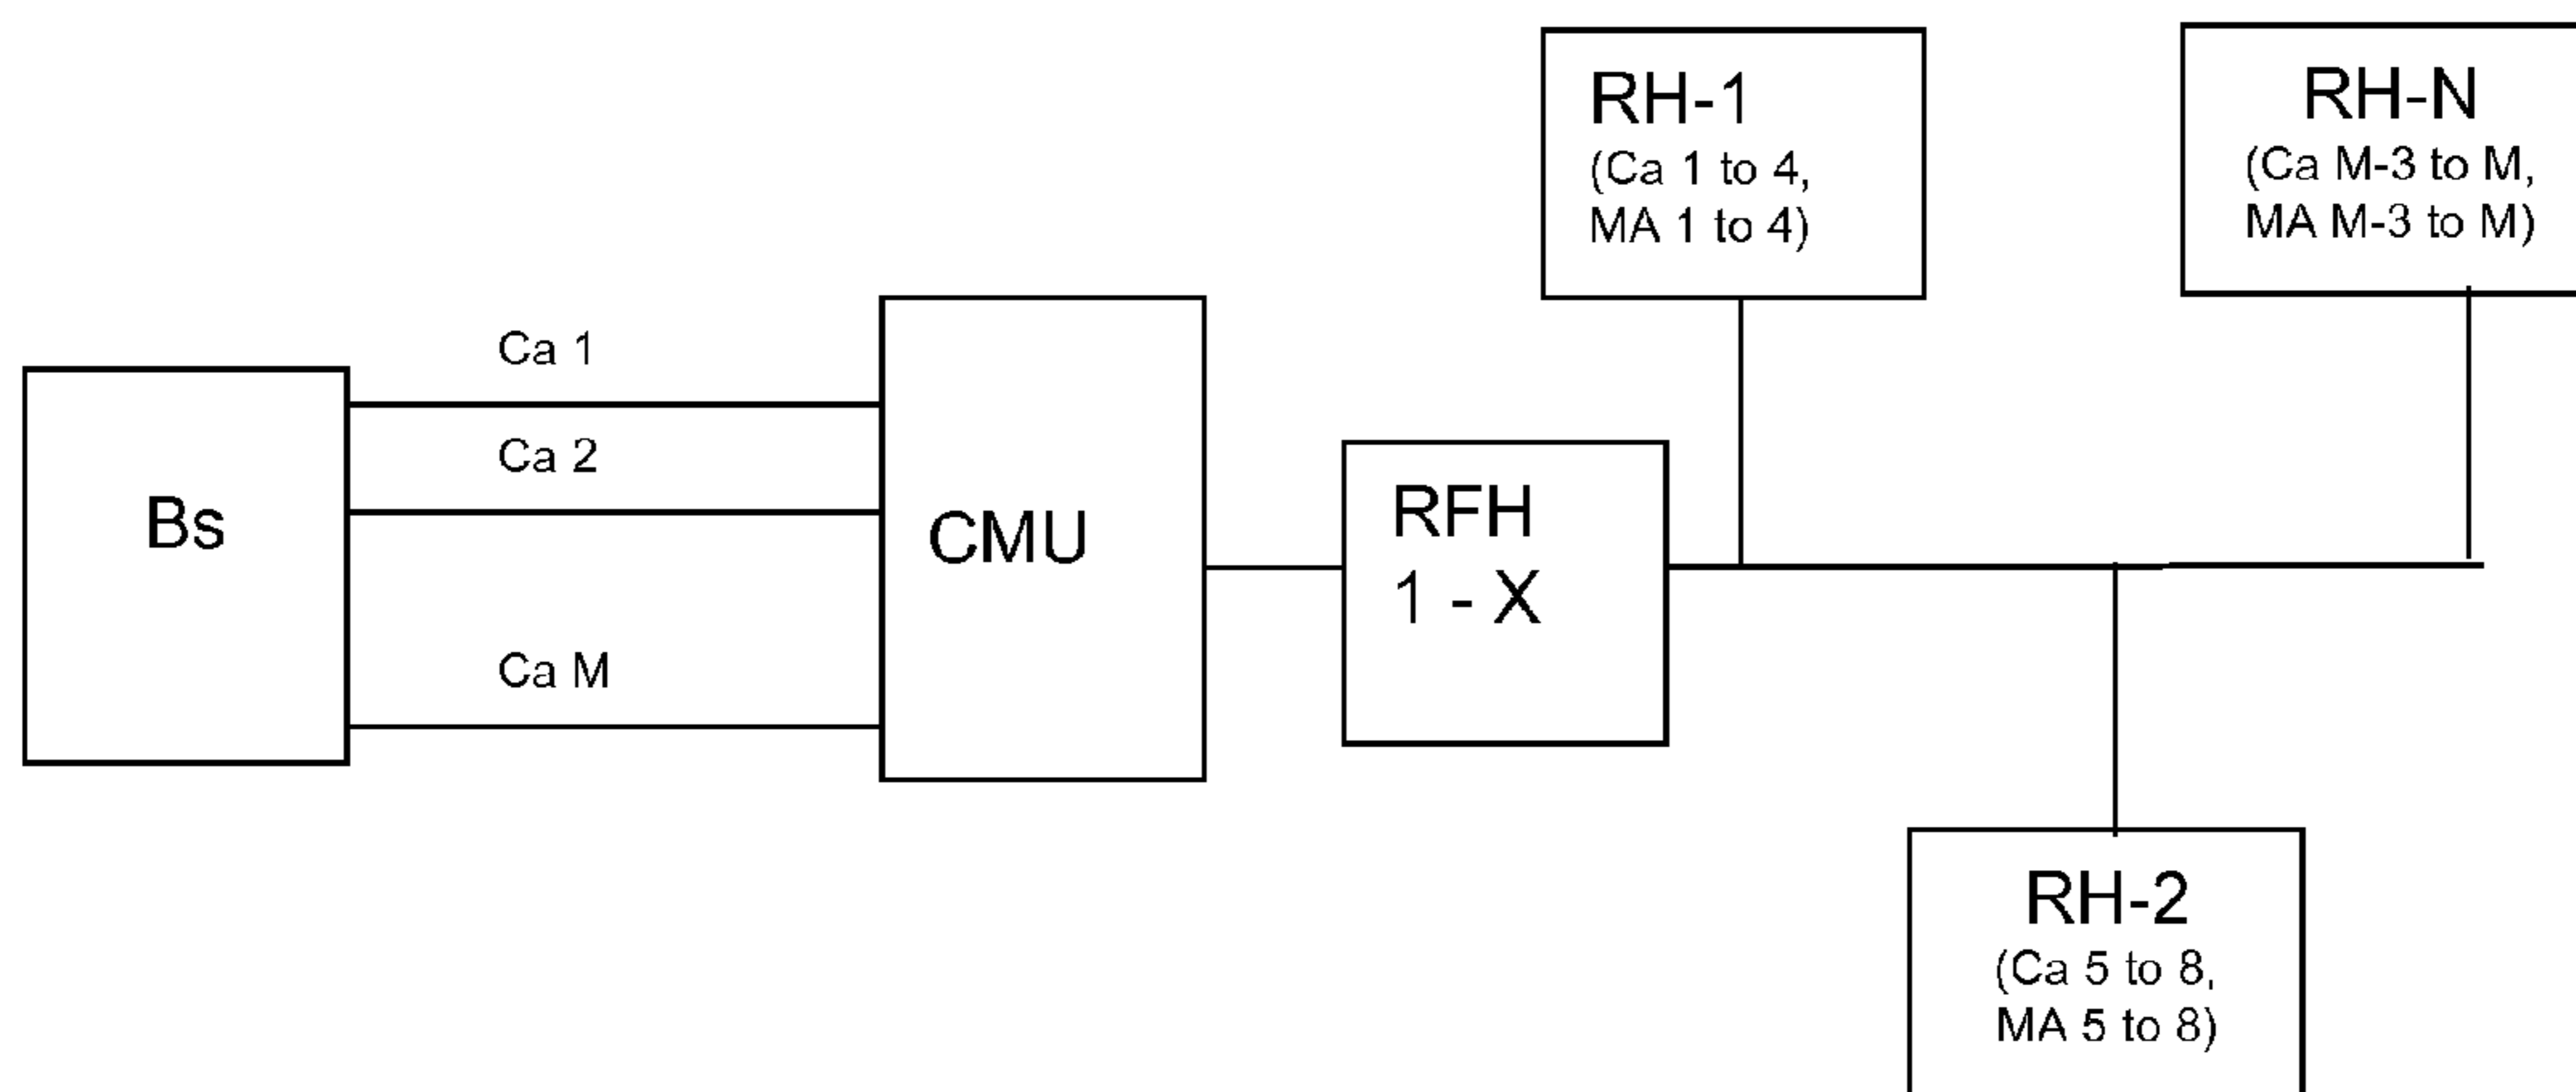 Bs
Ca 1
Ca 2
Ca M
CMU
RFH
1 - X
RH-1
(Ca 1 to 4,
MA 1 to 4)
RH-N
(Ca M-3 to M,
MA M-3 to M)
RH-2
(Ca 5 to 8,
MA 5 to 8)